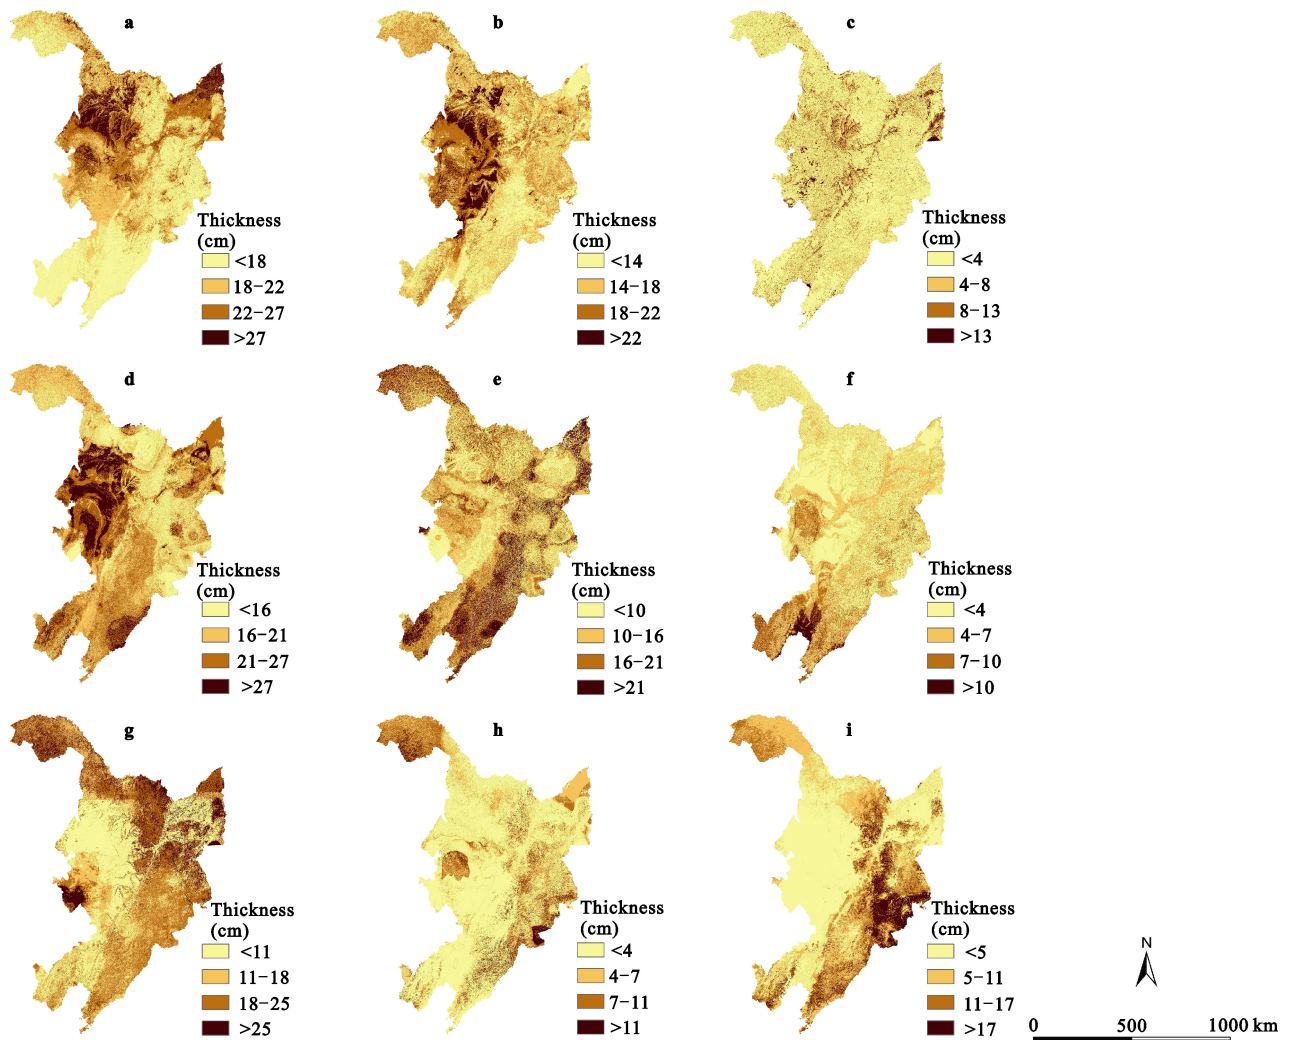 a
Thickness
(cm)
<18
18−22
22−27
>27
b
Thickness
(cm)
<14
14−18
18−22
>22
c
Thickness
(cm)
<4
4−8
8−13
>13
d
Thickness
(cm)
<16
16−21
21−27
>27
e
Thickness
(cm)
<10
10−16
16−21
>21
f
Thickness
(cm)
<4
4−7
7−10
>10
g
Thickness
(cm)
<11
11−18
18−25
>25
h
Thickness
(cm)
<4
4−7
7−11
>11
i
Thickness
(cm)
<5
5−11
11−17
>17
N
0 500 1000 km